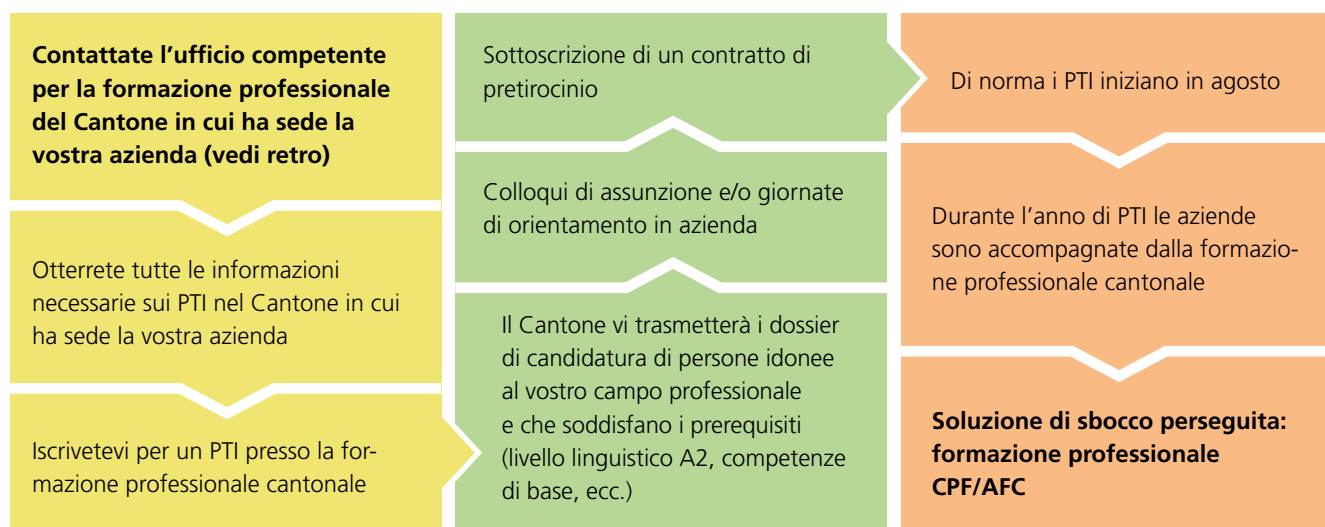 Contattate l'ufficio competente
per la formazione professionale
del Cantone in cui ha sede la
vostra azienda (vedi retro)
Otterrete tutte le informazioni
necessarie sui PTI nel Cantone in cui
ha sede la vostra azienda
Iscrivetevi per un PTI presso la for-
mazione professionale cantonale
Il Cantone vi trasmetterà i dossier
di candidatura di persone idonee
al vostro campo professionale
e che soddisfano i prerequisiti
(livello linguistico A2, competenze
di base, ecc.)
Colloqui di assunzione e/o giornate
di orientamento in azienda
Sottoscrizione di un contratto di
pretirocinio
Di norma i PTI iniziano in agosto
Durante l'anno di PTI le aziende
sono accompagnate dalla formazio-
ne professionale cantonale
Soluzione di sbocco perseguita:
formazione professionale
CPF/AFC